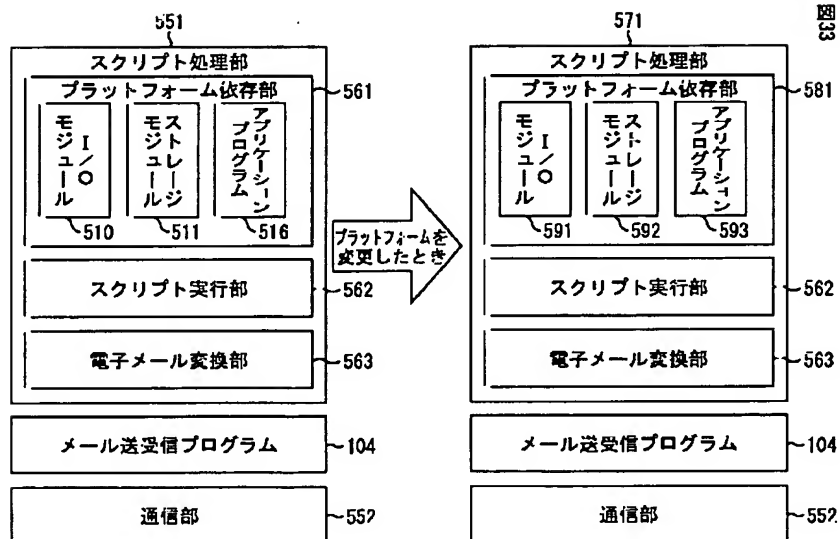 図33
551
スクリプト処理部
プラットフォーム依存部
561
I/O
モジュール
ストレージ
モジュール
アプリケーション
プログラム
510
511
516
スクリプト実行部
562
電子メール変換部
563
メール送受信プログラム
104
通信部
552
プラットフォームを
変更したとき
571
スクリプト処理部
プラットフォーム依存部
581
I/O
モジュール
ストレージ
モジュール
アプリケーション
プログラム
591
592
593
スクリプト実行部
562
電子メール変換部
563
メール送受信プログラム
104
通信部
552